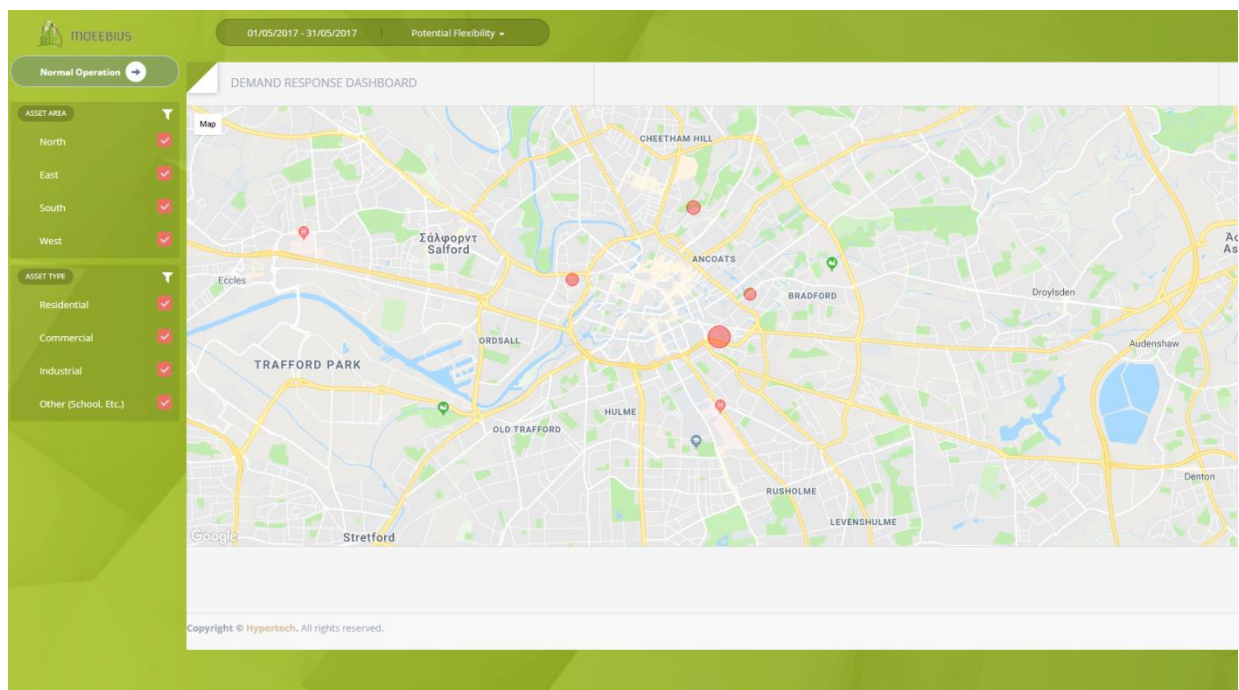 MOEEBIUS
01/05/2017 - 31/05/2017
Potential Flexibility
Normal Operation
DEMAND RESPONSE DASHBOARD
ASSET AREA
North
East
South
West
ASSET TYPE
Residential
Commercial
Industrial
Other (School, Etc.)
Map
CHEETHAM HILL
H
Σάλφορντ
Salford
ANCOATS
Eccles
BRADFORD
Droylsden
ORDSALL
Audenshaw
TRAFFORD PARK
H
HULME
OLD TRAFFORD
Denton
RUSHOLME
LEVENSHULME
Google
Stretford
Copyright © Hypertech. All rights reserved.